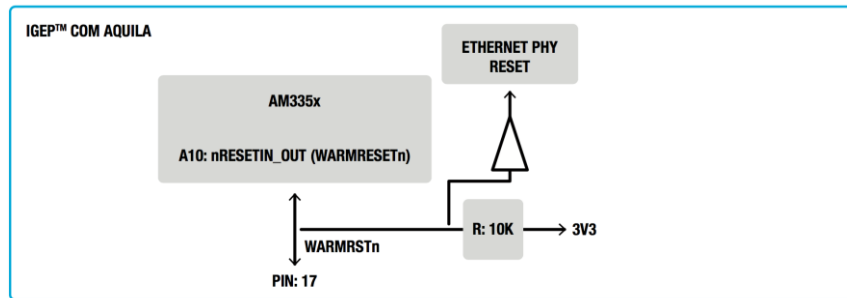 IGEP™ COM AQUILA
ETHERNET PHY
RESET
AM335x
A10: nRESETIN_OUT (WARMRESETn)
R: 10K
3V3
WARMRSTn
PIN: 17